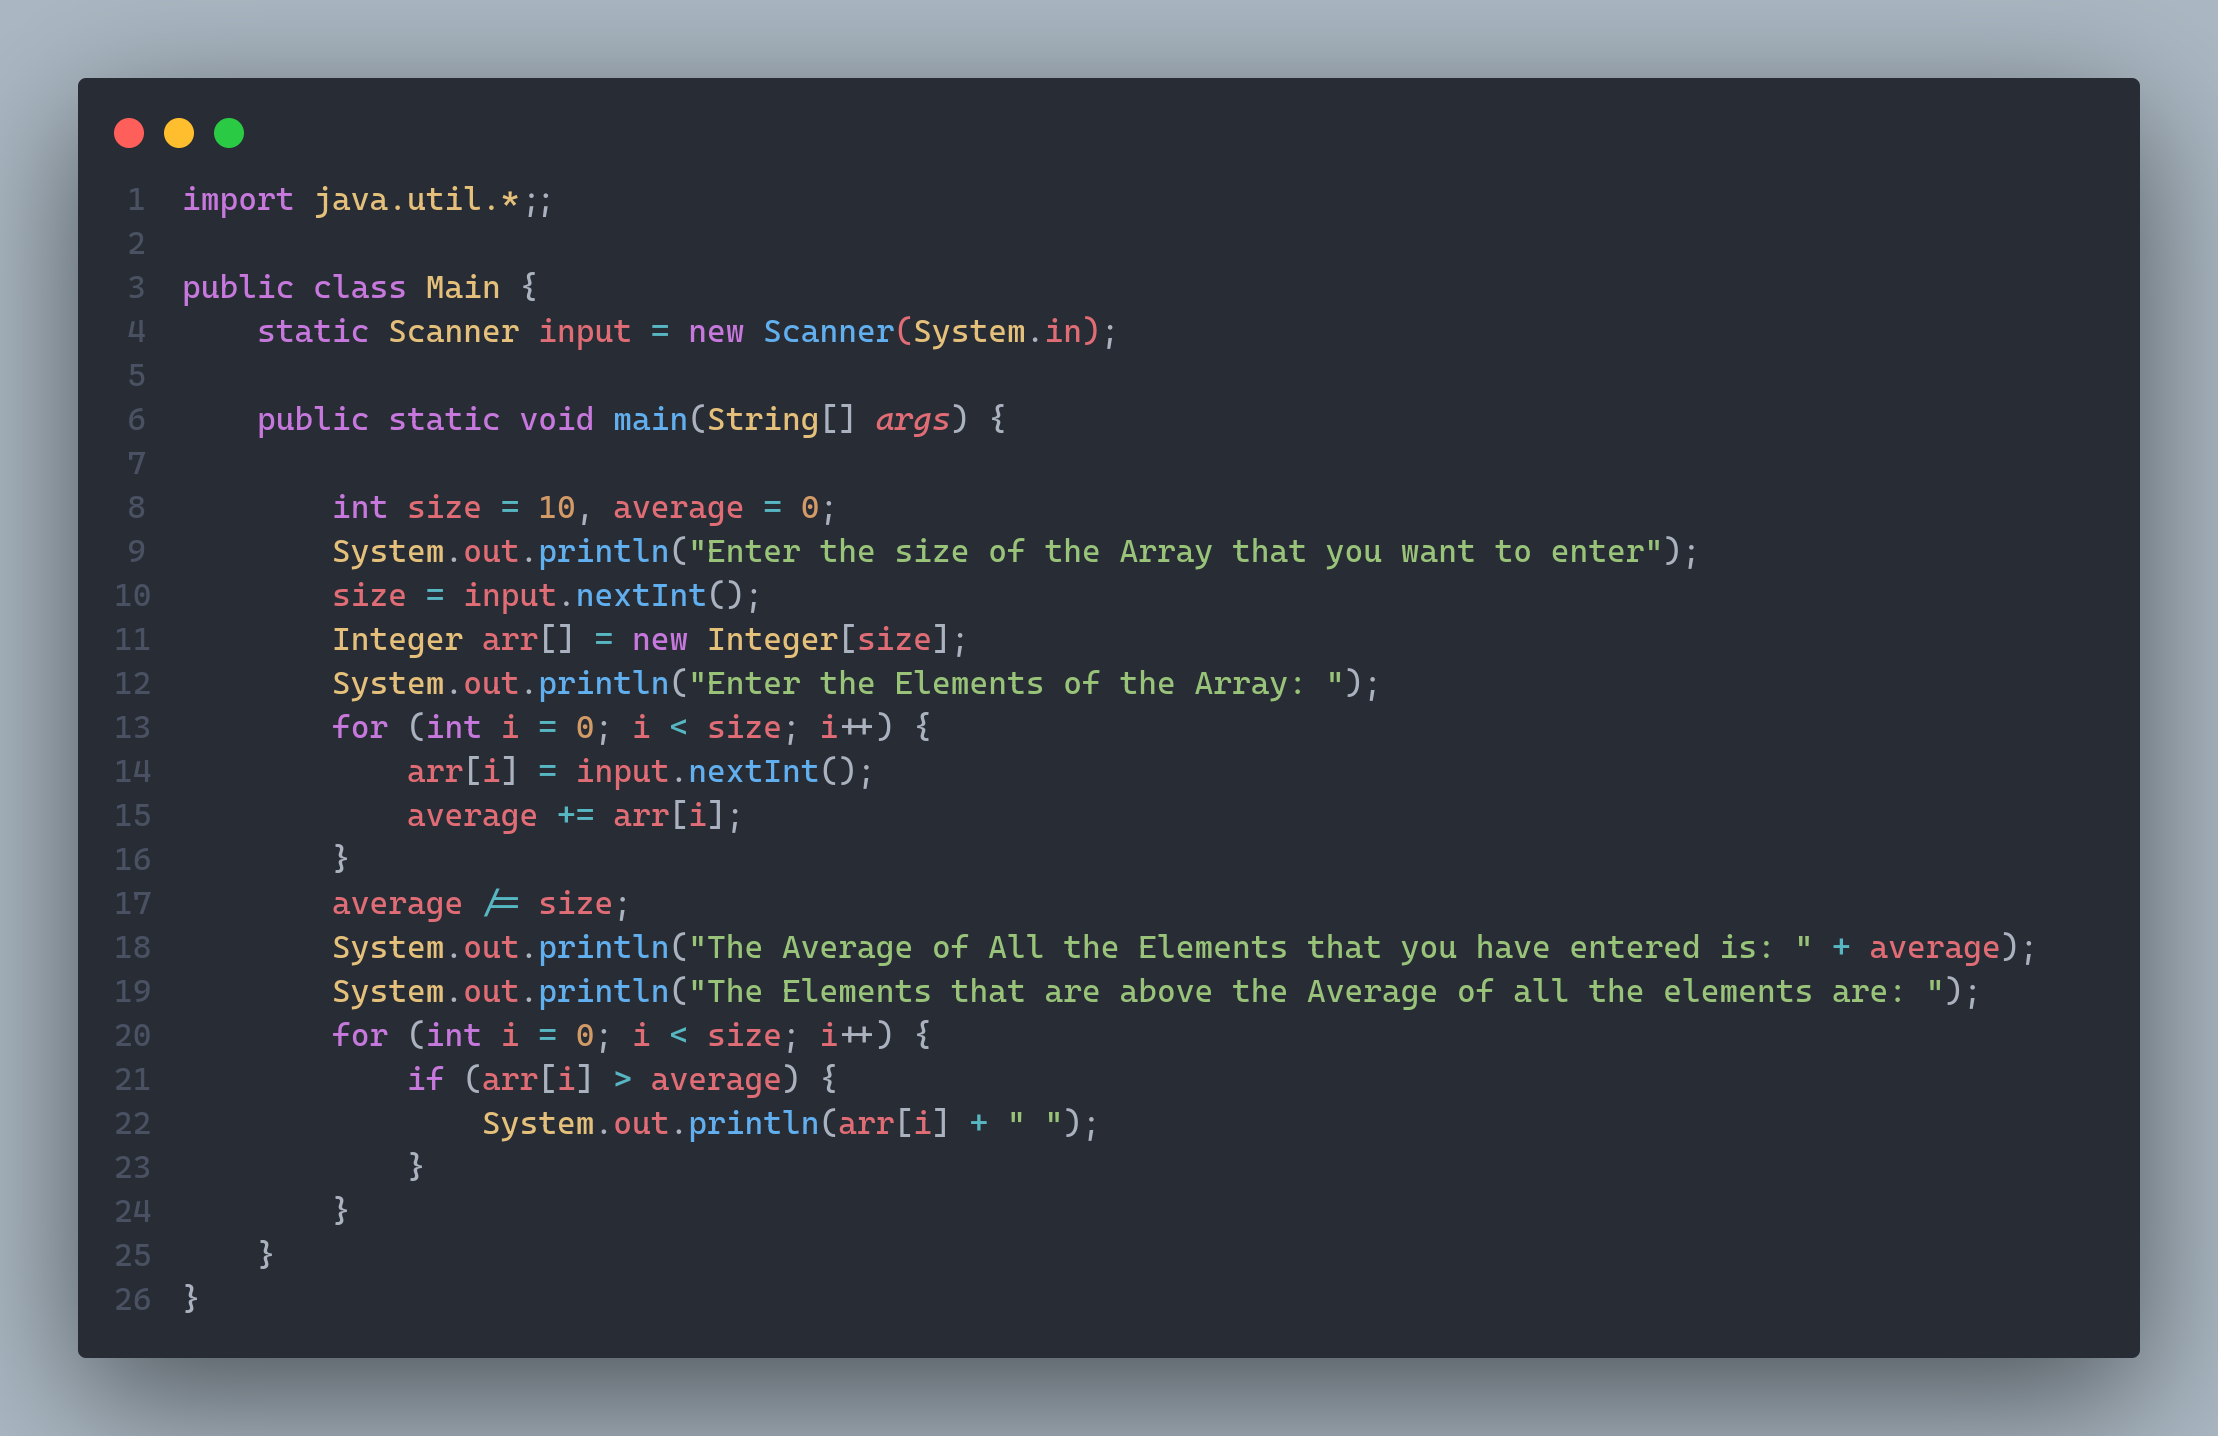 1 import java.util.*;;
2
3 public class Main {
4     static Scanner input = new Scanner(System.in);
5
6     public static void main(String[] args) {
7
8         int size = 10, average = 0;
9         System.out.println("Enter the size of the Array that you want to enter");
10         size = input.nextInt();
11         Integer arr[] = new Integer[size];
12         System.out.println("Enter the Elements of the Array: ");
13         for (int i = 0; i < size; i++) {
14             arr[i] = input.nextInt();
15             average += arr[i];
16         }
17         average /= size;
18         System.out.println("The Average of All the Elements that you have entered is: " + average);
19         System.out.println("The Elements that are above the Average of all the elements are: ");
20         for (int i = 0; i < size; i++) {
21             if (arr[i] > average) {
22                 System.out.println(arr[i] + " ");
23             }
24         }
25     }
26 }